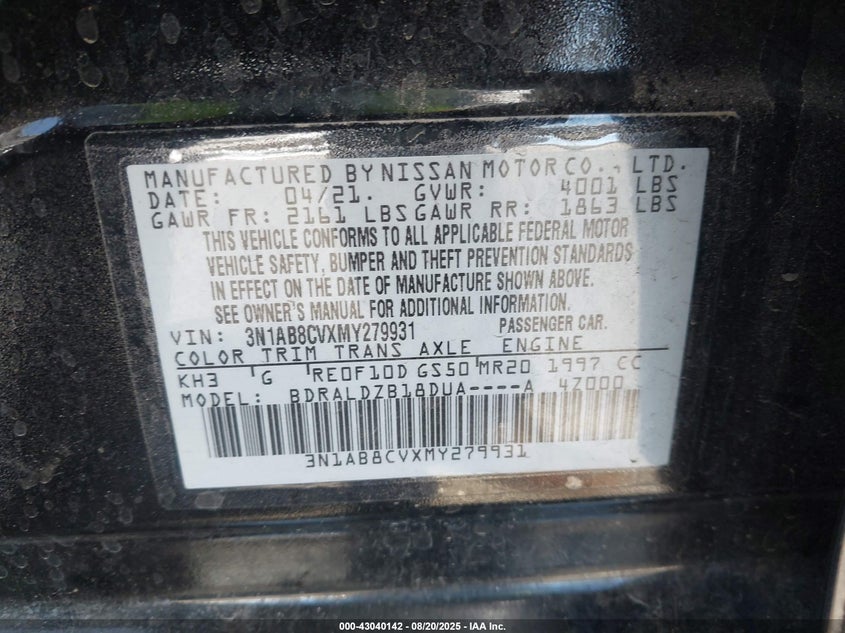 MANUFACTURED BY NISSAN MOTOR CO., LTD.
DATE: 04/21. GVWR: 4001 LBS
GAWR FR: 2161 LBS GAWR RR: 1863 LBS
THIS VEHICLE CONFORMS TO ALL APPLICABLE FEDERAL MOTOR
VEHICLE SAFETY, BUMPER AND THEFT PREVENTION STANDARDS
IN EFFECT ON THE DATE OF MANUFACTURE SHOWN ABOVE.
SEE OWNER'S MANUAL FOR ADDITIONAL INFORMATION.
VIN: 3N1AB8CVXMY279931 PASSENGER CAR.
COLOR TRIM TRANS AXLE ENGINE
KH3 G RE0F10D GS50 MR20 1997 CC
MODEL: BDRALDZB18DUA----A 4Z000
3N1AB8CVXMY279931
000-43040142 - 08/20/2025 - IAA Inc.